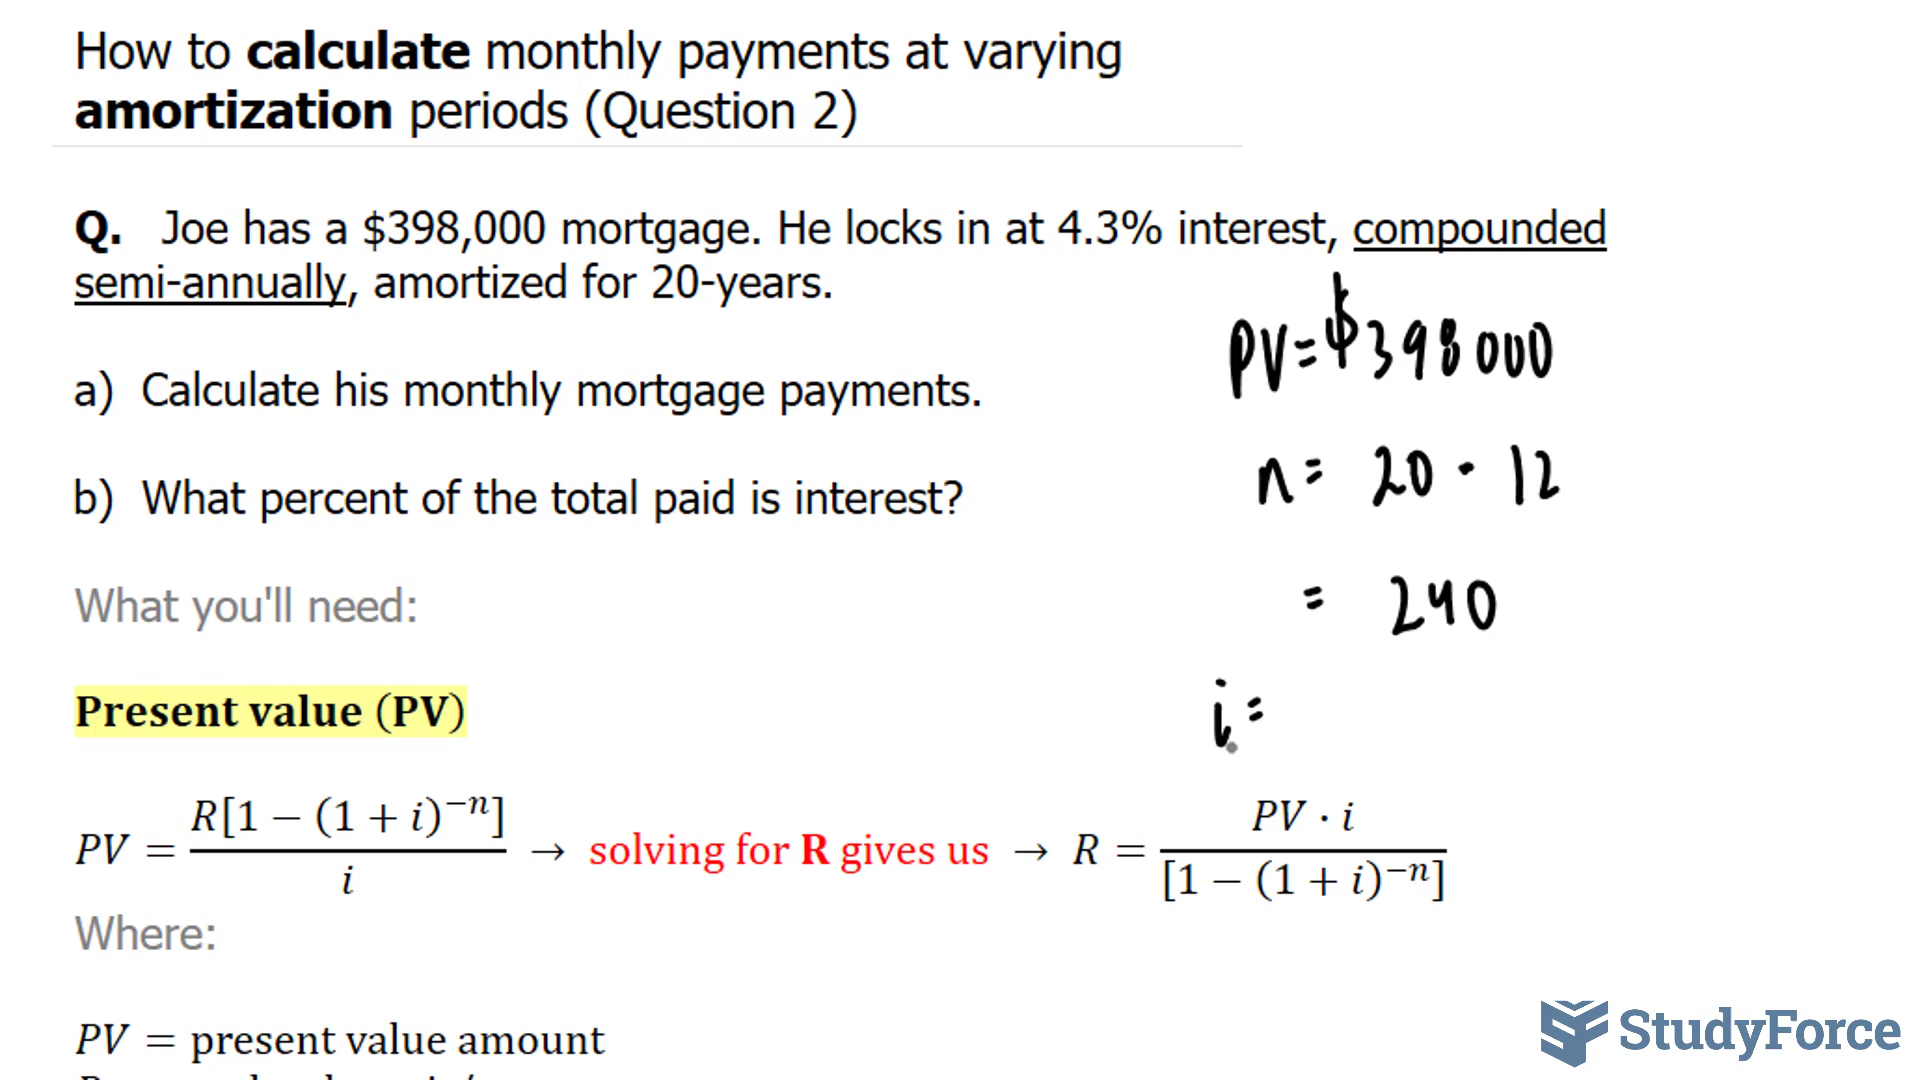 How to calculate monthly payments at varying
amortization periods (Question 2)
Q. Joe has a $398,000 mortgage. He locks in at 4.3% interest, compounded
semi-annually, amortized for 20-years.
PV = $398 000
a) Calculate his monthly mortgage payments.
n = 20 · 12
b) What percent of the total paid is interest?
= 240
What you'll need:
i =
Present value (PV)
PV = R[1 − (1 + i)^−n] / i → solving for R gives us → R = PV · i / [1 − (1 + i)^−n]
Where:
PV = present value amount
StudyForce